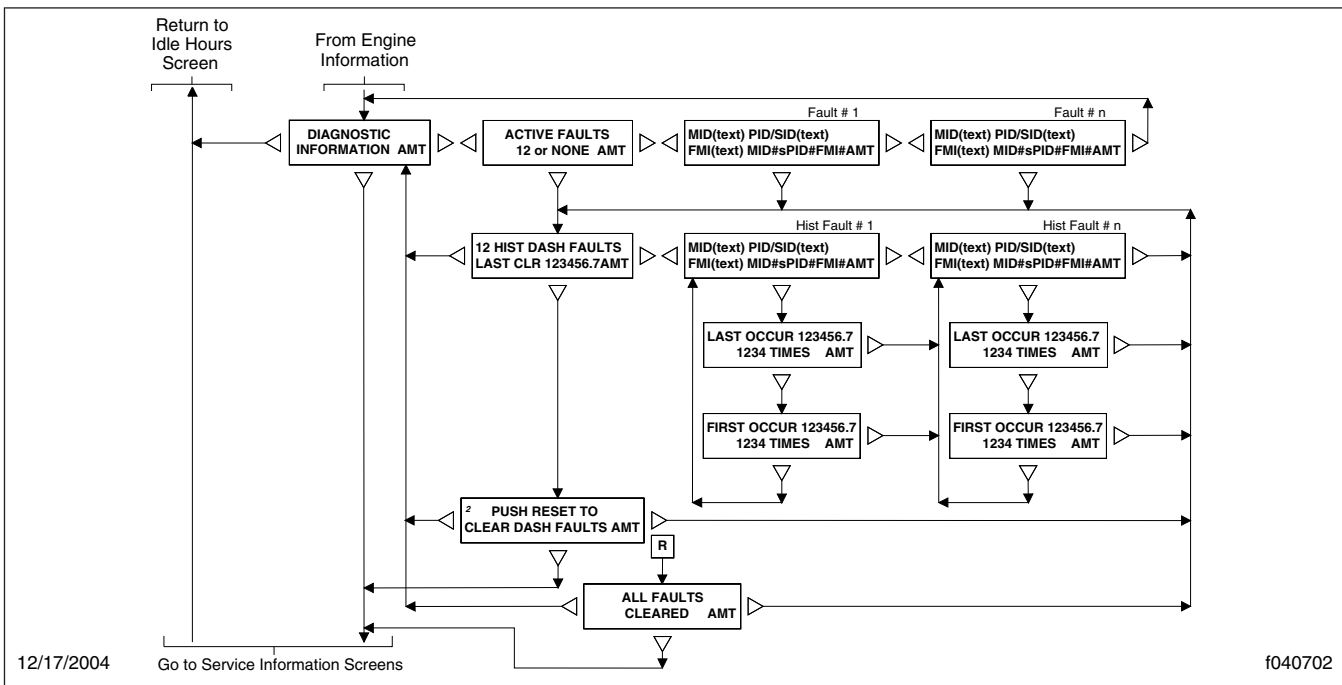 Return to
Idle Hours
Screen
From Engine
Information
Fault # 1
Fault # n
DIAGNOSTIC
INFORMATION AMT
ACTIVE FAULTS
12 or NONE AMT
MID(text) PID/SID(text)
FMI(text) MID#sPID#FMI#AMT
MID(text) PID/SID(text)
FMI(text) MID#sPID#FMI#AMT
Hist Fault # 1
Hist Fault # n
12 HIST DASH FAULTS
LAST CLR 123456.7AMT
MID(text) PID/SID(text)
FMI(text) MID#sPID#FMI#AMT
MID(text) PID/SID(text)
FMI(text) MID#sPID#FMI#AMT
LAST OCCUR 123456.7
1234 TIMES AMT
LAST OCCUR 123456.7
1234 TIMES AMT
FIRST OCCUR 123456.7
1234 TIMES AMT
FIRST OCCUR 123456.7
1234 TIMES AMT
2 PUSH RESET TO
CLEAR DASH FAULTS AMT
R
ALL FAULTS
CLEARED AMT
12/17/2004
Go to Service Information Screens
f040702